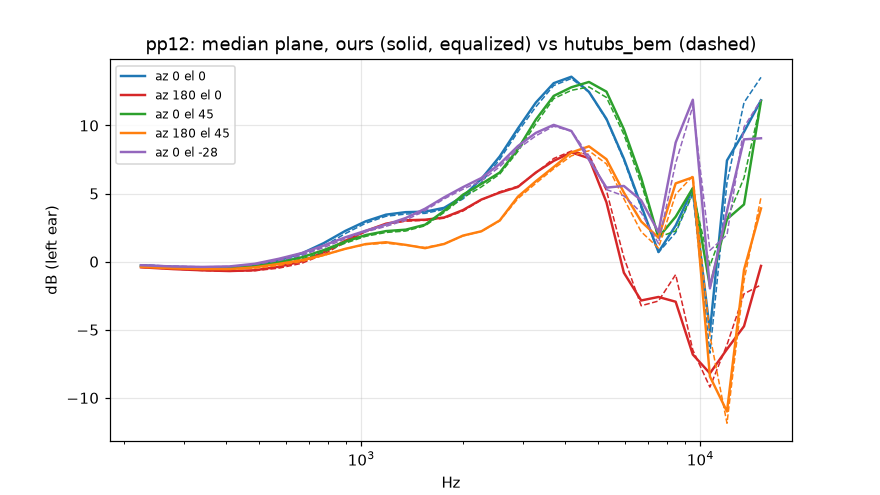 pp12: median plane, ours (solid, equalized) vs hutubs_bem (dashed)
az 0 el 0
az 180 el 0
az 0 el 45
az 180 el 45
az 0 el -28
dB (left ear)
10
5
0
−5
−10
10³
10⁴
Hz